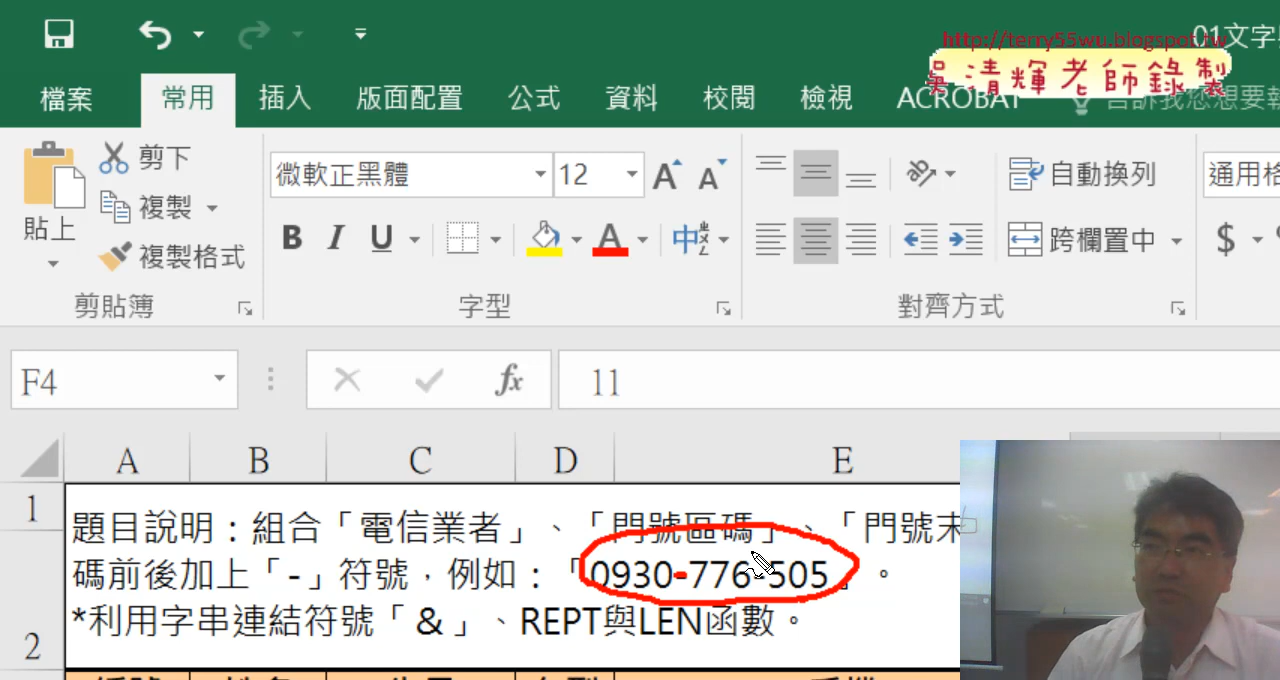 http://terry55wu.blogspot.tw
01文字
吳清輝老師錄製
檔案 常用 插入 版面配置 公式 資料 校閱 檢視 ACROBAT 告訴我您想要
貼上
剪下
複製
複製格式
剪貼簿
微軟正黑體 12 A A
B I U A 中
字型
自動換列
跨欄置中
對齊方式
通用格
$ %
F4 fx 11
A B C D E
1
題目說明：組合「電信業者」、「門號區碼」、「門號末
碼前後加上「-」符號，例如：「0930-776-505」。
*利用字串連結符號「&」、REPT與LEN函數。
2